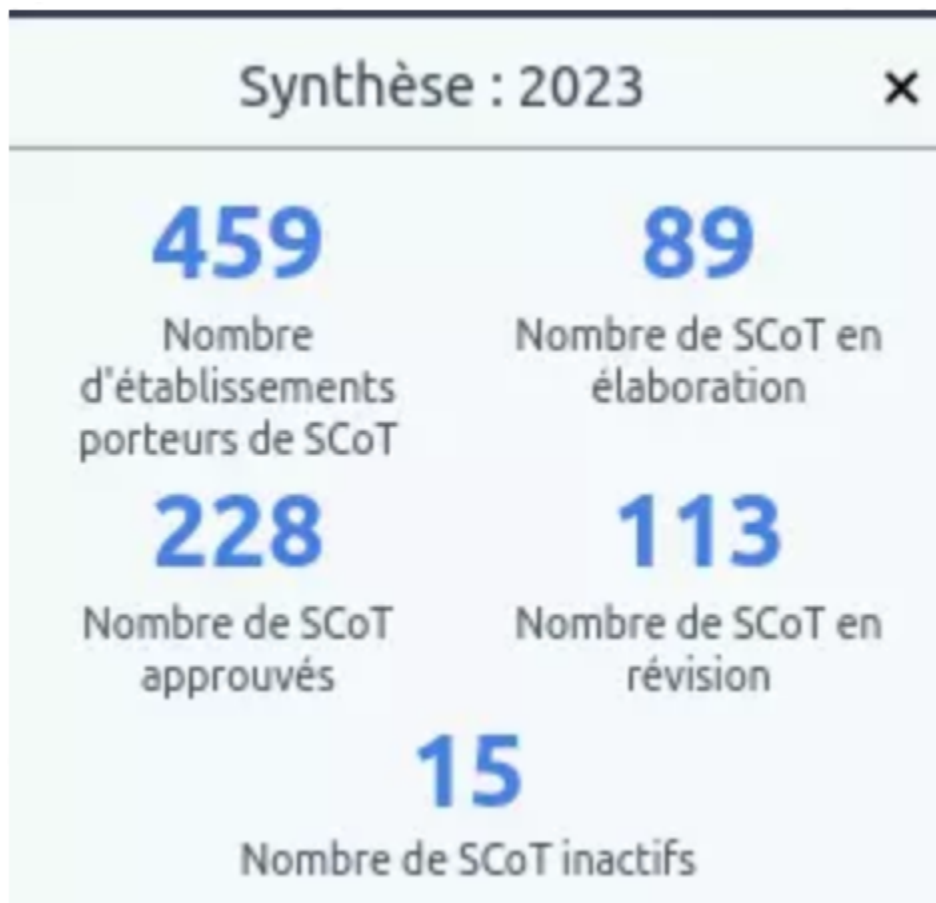 Synthèse : 2023 ×
459
Nombre
d'établissements
porteurs de SCoT
89
Nombre de SCoT en
élaboration
228
Nombre de SCoT
approuvés
113
Nombre de SCoT en
révision
15
Nombre de SCoT inactifs